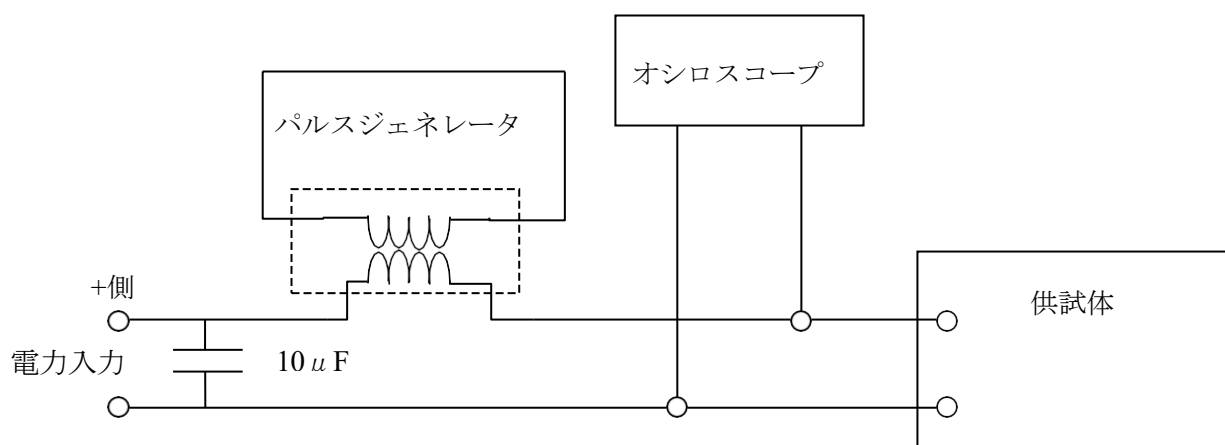 オシロスコープ
パルスジェネレータ
+側
供試体
電力入力
10μF